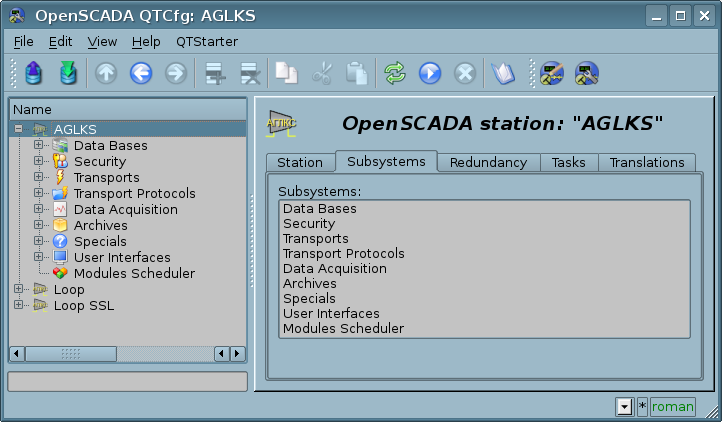 OpenSCADA QTCfg: AGLKS
File Edit View Help QTStarter
Name
AGLKS
Data Bases
Security
Transports
Transport Protocols
Data Acquisition
Archives
Specials
User Interfaces
Modules Scheduler
Loop
Loop SSL
АГЛКС
OpenSCADA station: "AGLKS"
Station Subsystems Redundancy Tasks Translations
Subsystems:
Data Bases
Security
Transports
Transport Protocols
Data Acquisition
Archives
Specials
User Interfaces
Modules Scheduler
* roman